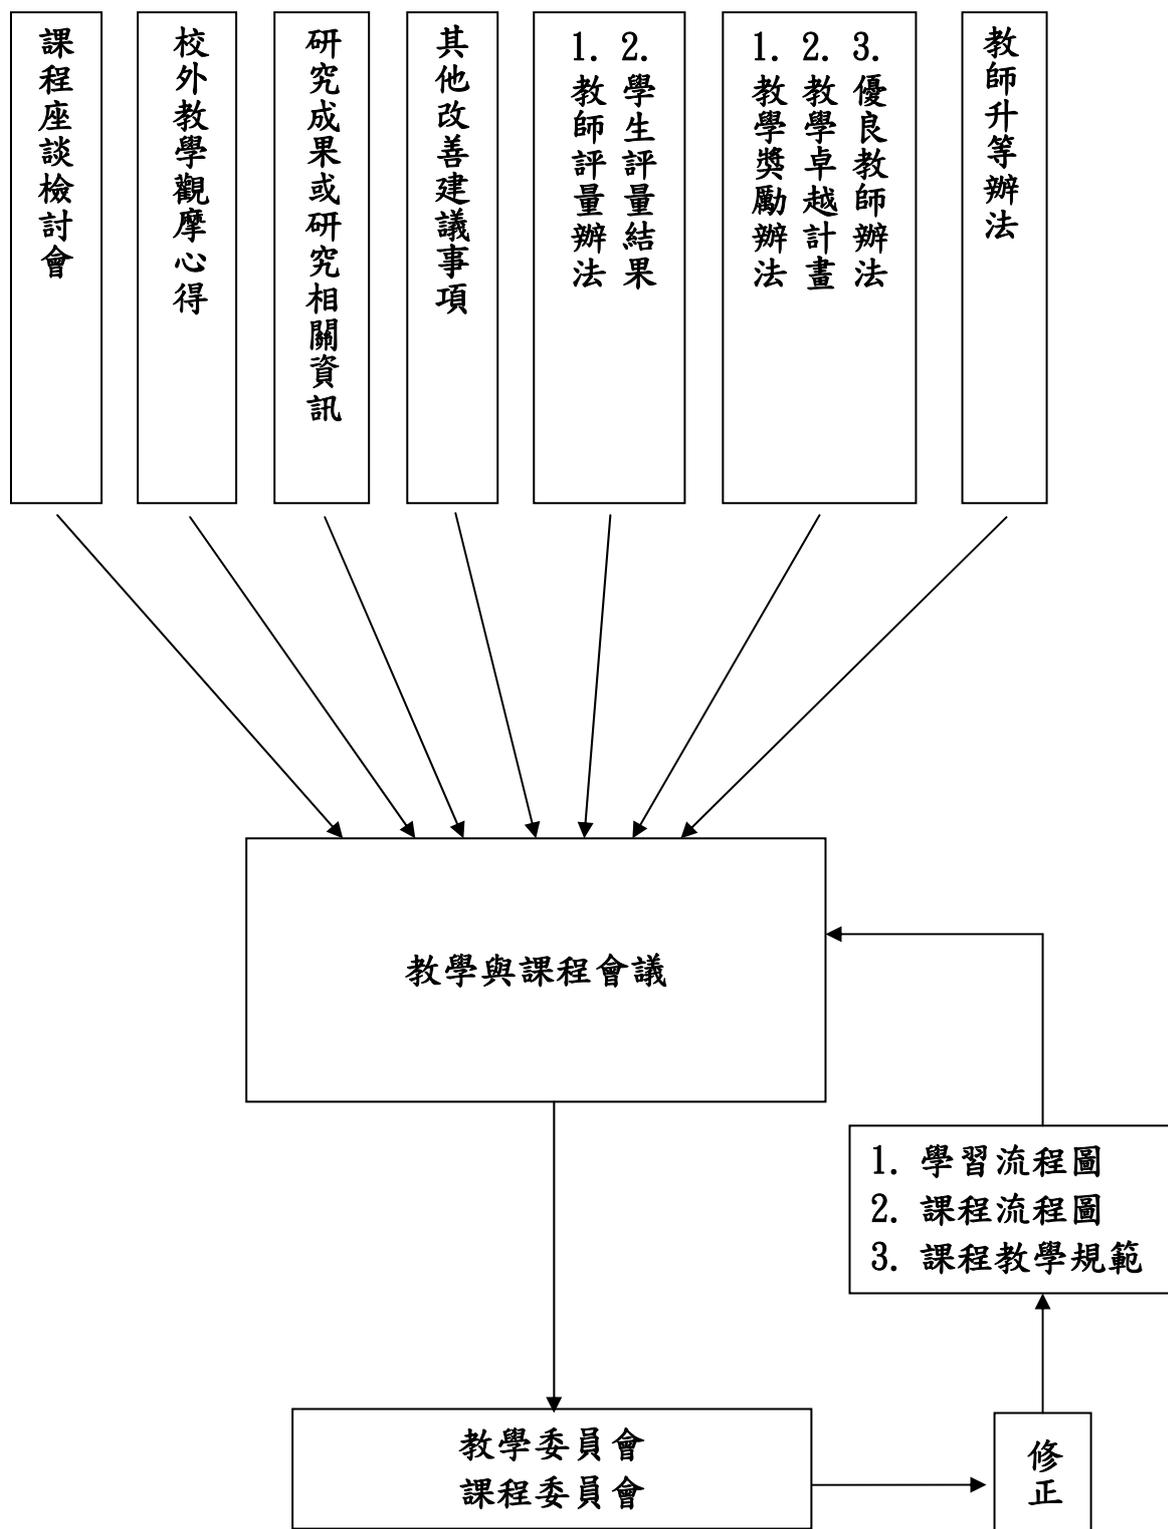 課程座談檢討會
校外教學觀摩心得
研究成果或研究相關資訊
其他改善建議事項
1. 教師評量辦法
2. 學生評量結果
1. 教學獎勵辦法
2. 教學卓越計畫
3. 優良教師辦法
教師升等辦法
教學與課程會議
1. 學習流程圖
2. 課程流程圖
3. 課程教學規範
教學委員會
課程委員會
修正